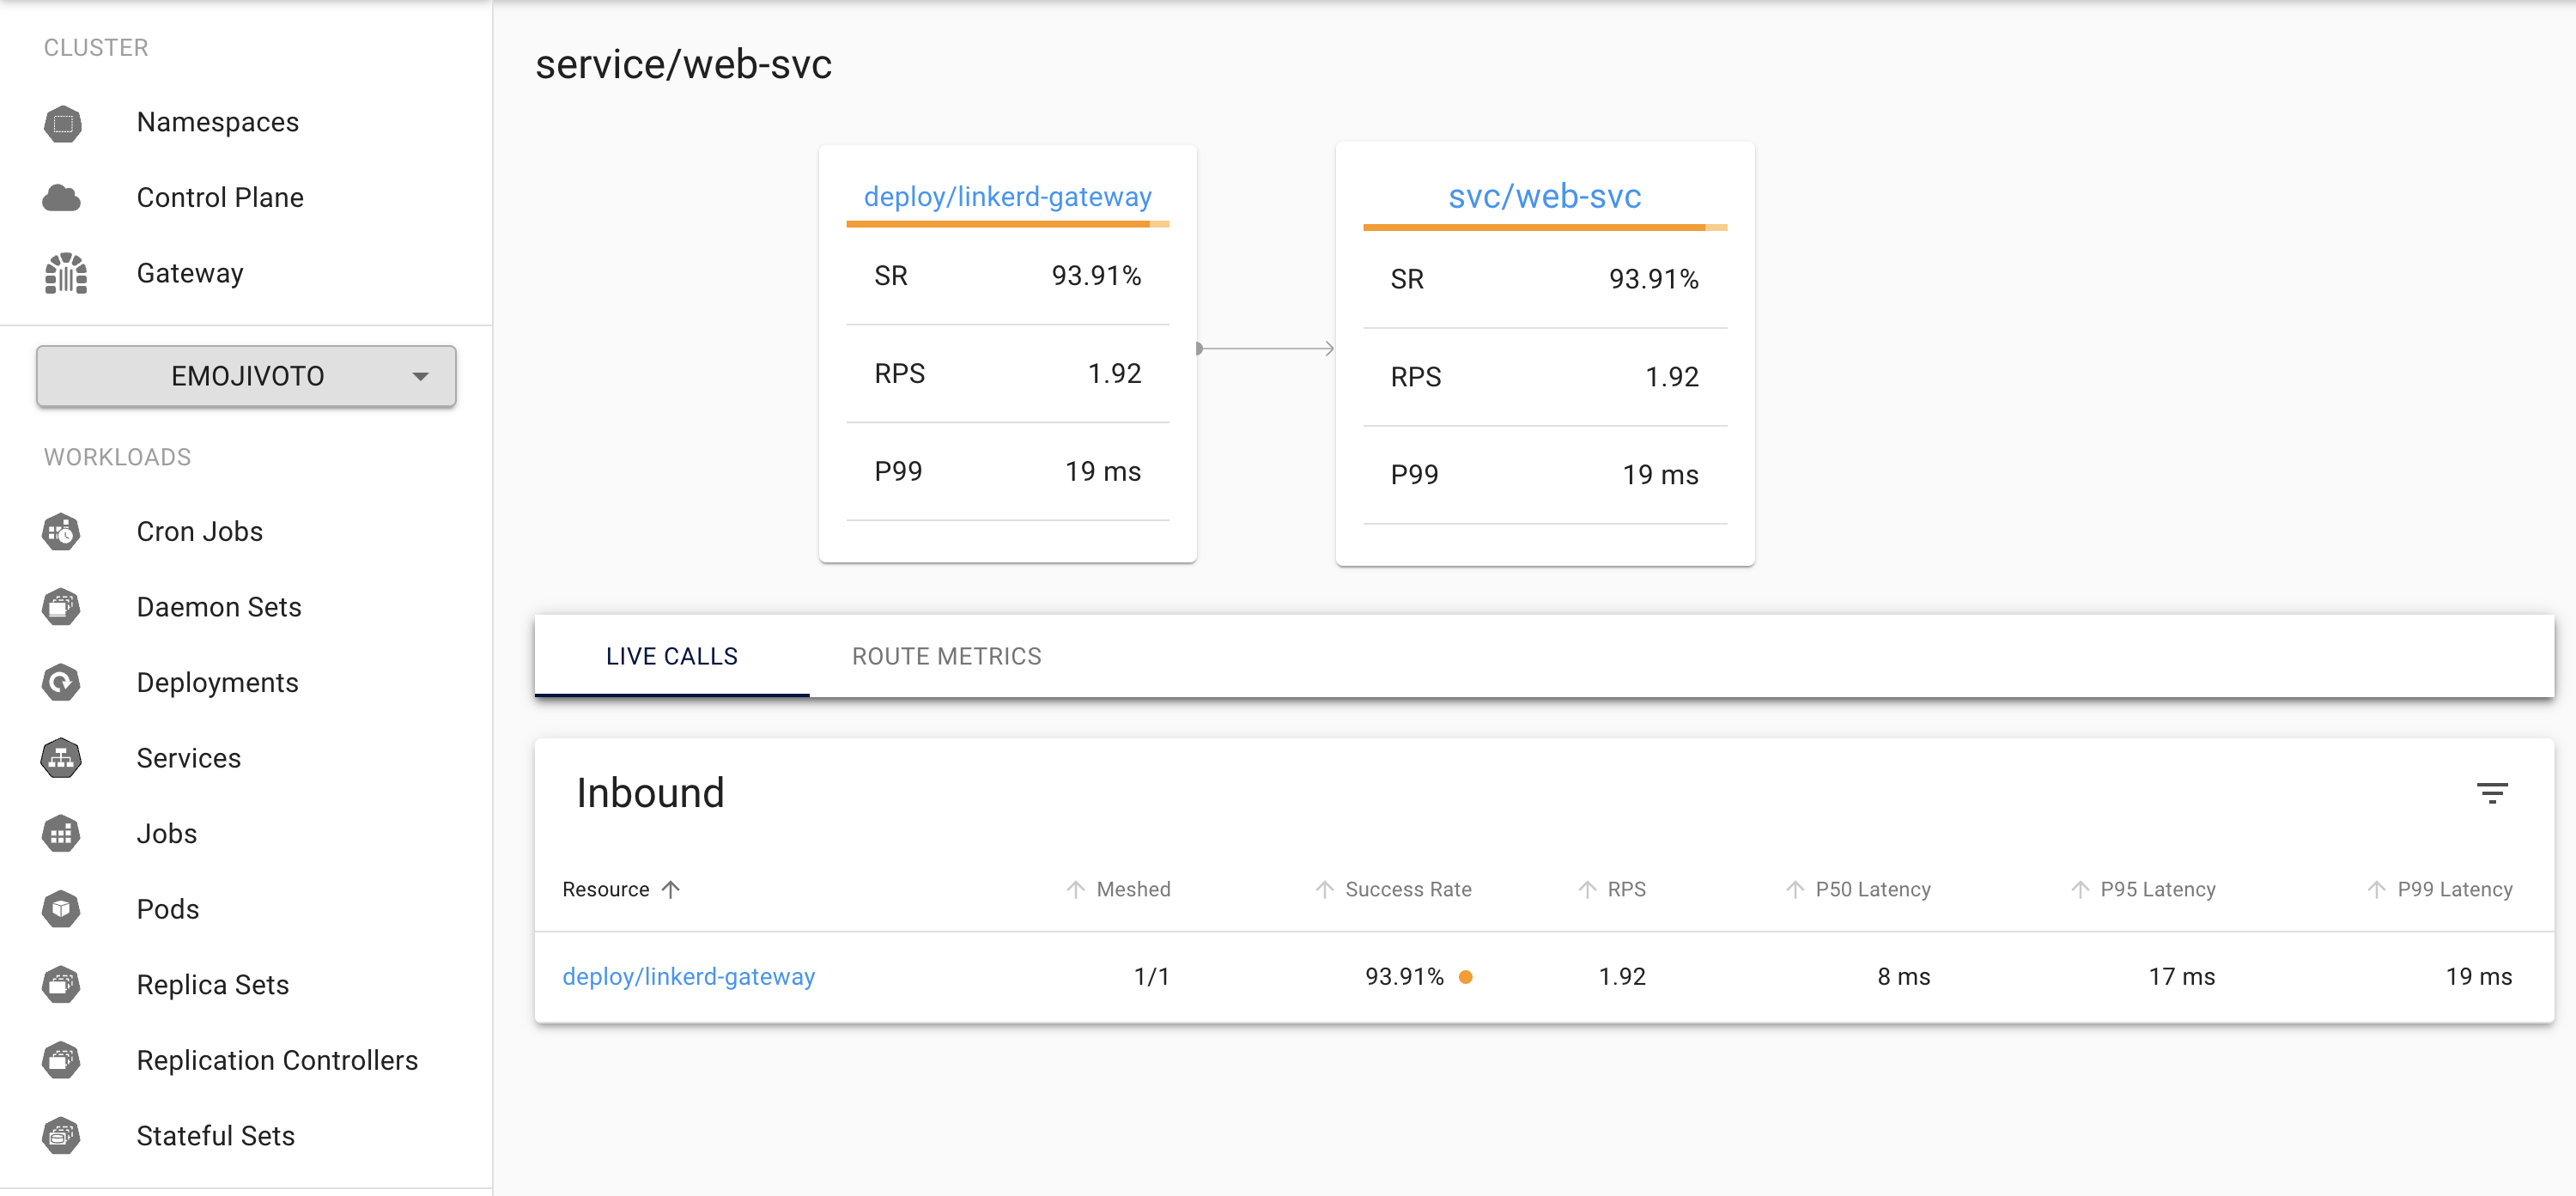 CLUSTER
Namespaces
Control Plane
Gateway
EMOJIVOTO
WORKLOADS
Cron Jobs
Daemon Sets
Deployments
Services
Jobs
Pods
Replica Sets
Replication Controllers
Stateful Sets
service/web-svc
deploy/linkerd-gateway
SR 93.91%
RPS 1.92
P99 19 ms
svc/web-svc
SR 93.91%
RPS 1.92
P99 19 ms
LIVE CALLS ROUTE METRICS
Inbound
Resource Meshed Success Rate RPS P50 Latency P95 Latency P99 Latency
deploy/linkerd-gateway 1/1 93.91% 1.92 8 ms 17 ms 19 ms